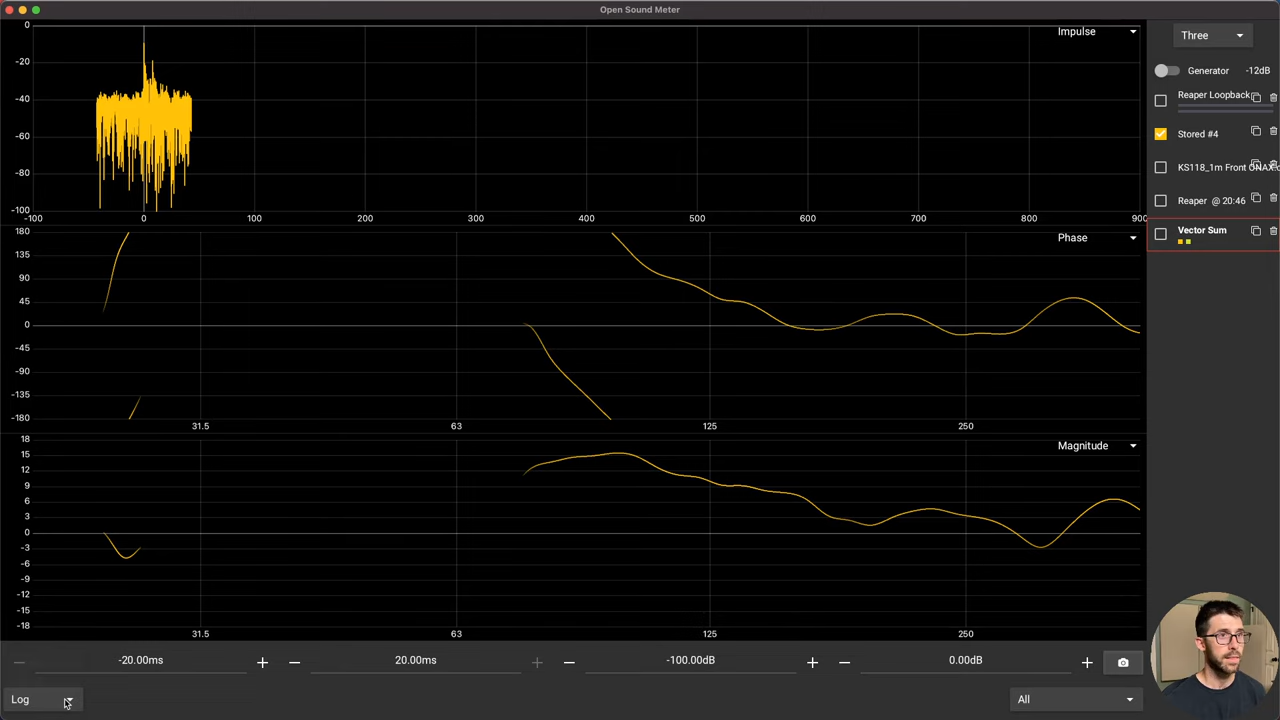 Open Sound Meter
Impulse
0
-20
-40
-60
-80
-100
-100 0 100 200 300 400 500 600 700 800 900
Phase
180
135
90
45
0
-45
-90
-135
-180
31.5 63 125 250
Magnitude
18
15
12
9
6
3
0
-3
-6
-9
-12
-15
-18
31.5 63 125 250
-20.00ms 20.00ms -100.00dB 0.00dB
Log
All
Three
Generator -12dB
Reaper Loopback
Stored #4
KS118_1m Front ONAX
Reaper @ 20:46
Vector Sum